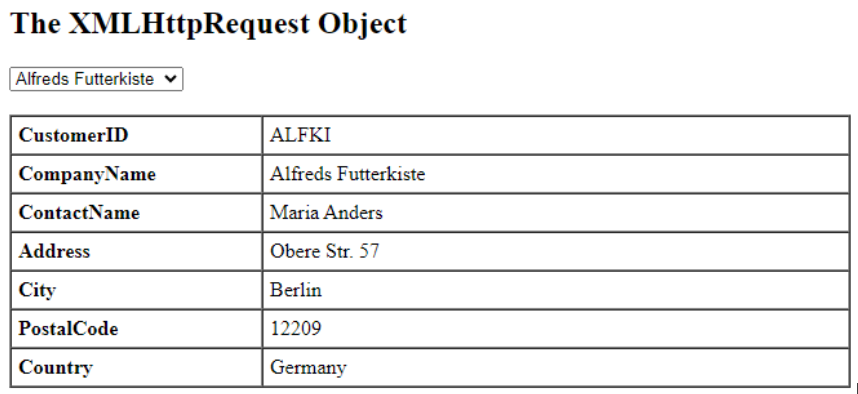 The XMLHttpRequest Object
Alfreds Futterkiste
CustomerID ALFKI
CompanyName Alfreds Futterkiste
ContactName Maria Anders
Address Obere Str. 57
City Berlin
PostalCode 12209
Country Germany